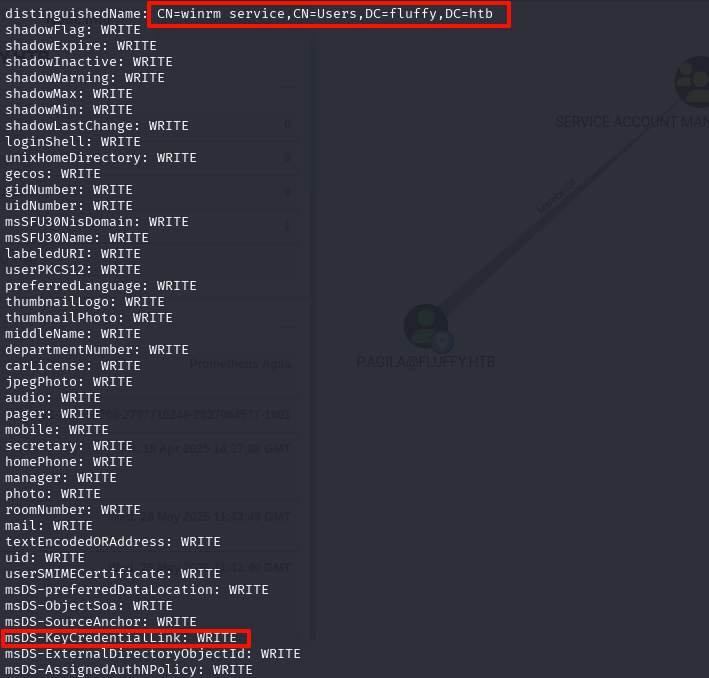 distinguishedName: CN=winrm service,CN=Users,DC=fluffy,DC=htb
shadowFlag: WRITE
shadowExpire: WRITE
shadowInactive: WRITE
shadowWarning: WRITE
shadowMax: WRITE
shadowMin: WRITE
shadowLastChange: WRITE
loginShell: WRITE
unixHomeDirectory: WRITE
gecos: WRITE
gidNumber: WRITE
uidNumber: WRITE
msSFU30NisDomain: WRITE
msSFU30Name: WRITE
labeledURI: WRITE
userPKCS12: WRITE
preferredLanguage: WRITE
thumbnailLogo: WRITE
thumbnailPhoto: WRITE
middleName: WRITE
departmentNumber: WRITE
carLicense: WRITE
jpegPhoto: WRITE
audio: WRITE
pager: WRITE
mobile: WRITE
secretary: WRITE
homePhone: WRITE
manager: WRITE
photo: WRITE
roomNumber: WRITE
mail: WRITE
textEncodedORAddress: WRITE
uid: WRITE
userSMIMECertificate: WRITE
msDS-preferredDataLocation: WRITE
msDS-ObjectSoa: WRITE
msDS-SourceAnchor: WRITE
msDS-KeyCredentialLink: WRITE
msDS-ExternalDirectoryObjectId: WRITE
msDS-AssignedAuthNPolicy: WRITE
SERVICE ACCOUNT MAN
MemberOf
P.AGILA@FLUFFY.HTB
Prometheus Agila
18 Apr 2025 14:37:08 GMT
28 May 2025 11:43:49 GMT